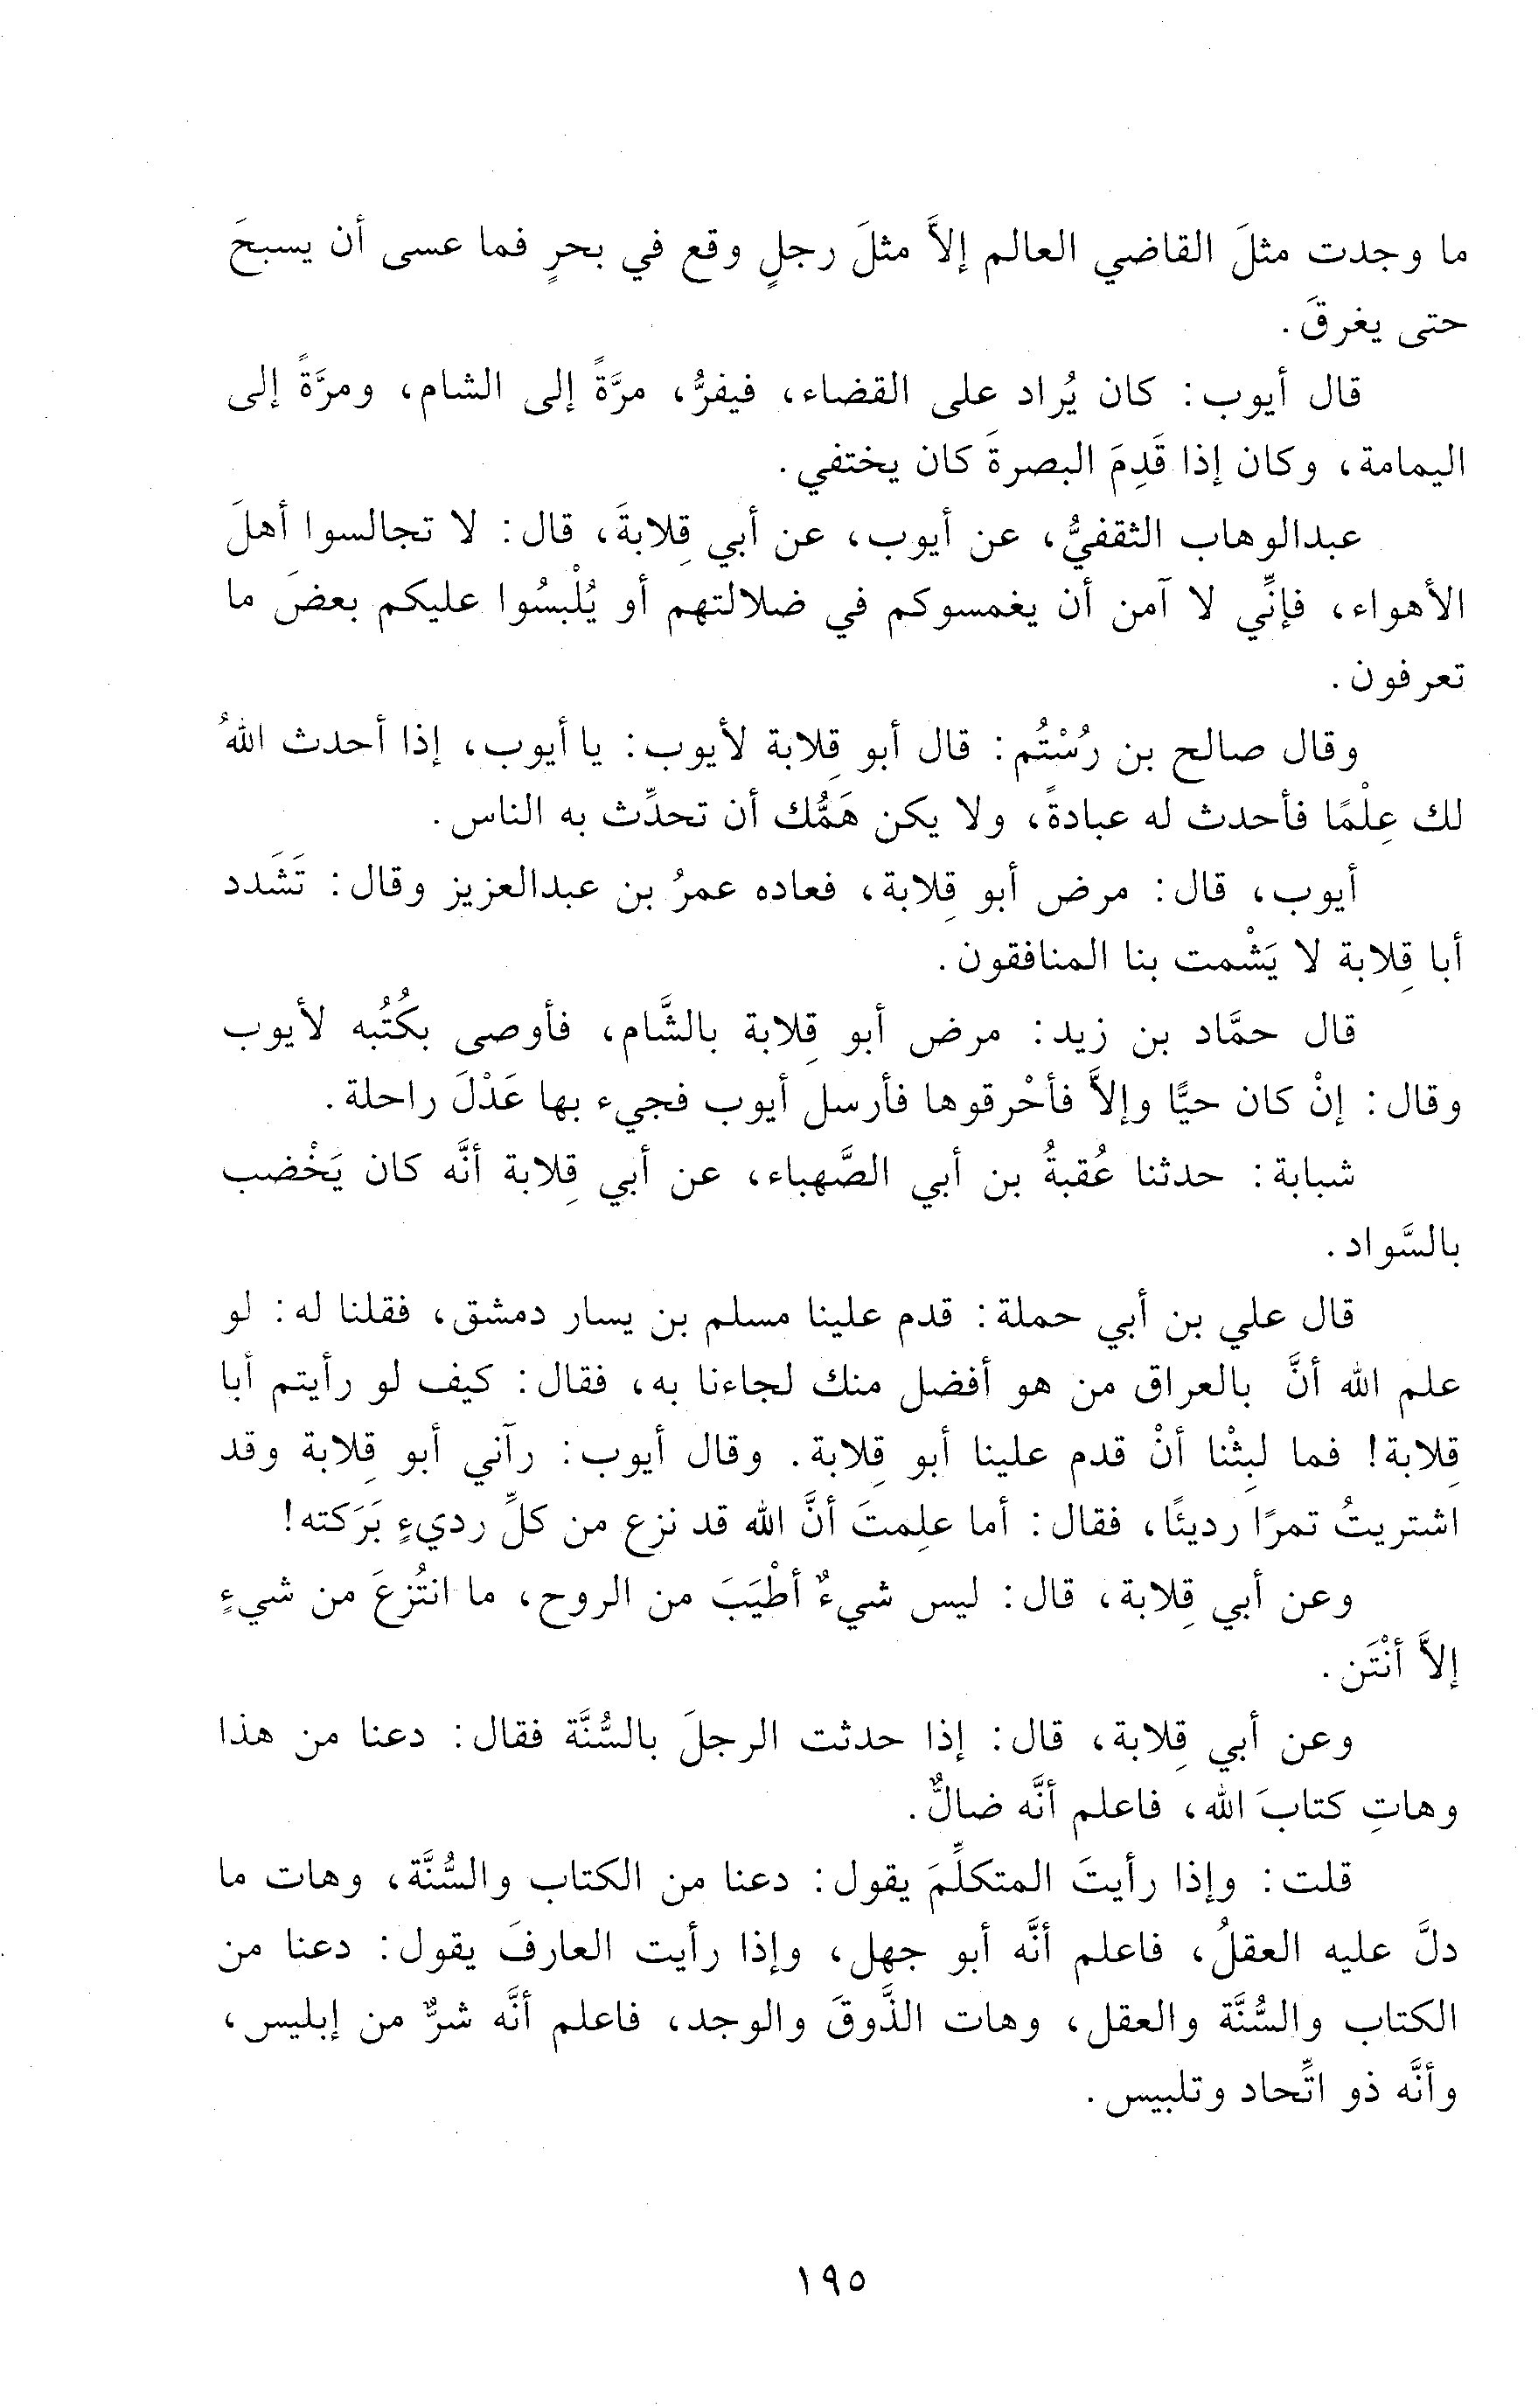 ما وجدت مثلَ القاضي العالم إلاَّ مثلَ رجلٍ وقع في بحرٍ فما عسى أن يسبحَ
حتى يغرقَ.
قال أيوب: كان يُراد على القضاء، فيفرُّ، مرَّةً إلى الشام، ومرَّةً إلى
اليمامة، وكان إذا قَدِمَ البصرةَ كان يختفي.
عبدالوهاب الثقفيُّ، عن أيوب، عن أبي قِلابةَ، قال: لا تجالسوا أهلَ
الأهواء، فإنِّي لا آمن أن يغمسوكم في ضلالتهم أو يُلْبسُوا عليكم بعضَ ما
تعرفون.
وقال صالح بن رُسْتُم: قال أبو قِلابة لأيوب: يا أيوب، إذا أحدث اللهُ
لك عِلْمًا فأحدث له عبادةً، ولا يكن هَمُّك أن تحدِّث به الناس.
أيوب، قال: مرض أبو قِلابة، فعاده عمرُ بن عبدالعزيز وقال: تَشَدد
أبا قِلابة لا يَشْمت بنا المنافقون.
قال حمَّاد بن زيد: مرض أبو قِلابة بالشَّام، فأوصى بكُتُبه لأيوب
وقال: إنْ كان حيًّا وإلاَّ فأحْرقوها فأرسل أيوب فجيء بها عَدْلَ راحلة.
شبابة: حدثنا عُقبةُ بن أبي الصَّهباء، عن أبي قِلابة أنَّه كان يَخْضب
بالسَّواد.
قال علي بن أبي حملة: قدم علينا مسلم بن يسار دمشق، فقلنا له: لو
علم الله أنَّ بالعراق من هو أفضل منك لجاءنا به، فقال: كيف لو رأيتم أبا
قِلابة! فما لبِثْنا أنْ قدم علينا أبو قِلابة. وقال أيوب: رآني أبو قِلابة وقد
اشتريتُ تمرًا رديئًا، فقال: أما علِمتَ أنَّ الله قد نزع من كلِّ رديءٍ بَرَكته!
وعن أبي قِلابة، قال: ليس شيءٌ أطْيَبَ من الروح، ما انتُزعَ من شيءٍ
إلاَّ أنْتَن.
وعن أبي قِلابة، قال: إذا حدثت الرجلَ بالسُّنَّة فقال: دعنا من هذا
وهاتِ كتابَ الله، فاعلم أنَّه ضالٌّ.
قلت: وإذا رأيتَ المتكلِّمَ يقول: دعنا من الكتاب والسُّنَّة، وهات ما
دلَّ عليه العقلُ، فاعلم أنَّه أبو جهل، وإذا رأيت العارفَ يقول: دعنا من
الكتاب والسُّنَّة والعقل، وهات الذَّوقَ والوجد، فاعلم أنَّه شرٌّ من إبليس،
وأنَّه ذو اتِّحاد وتلبيس.
١٩٥